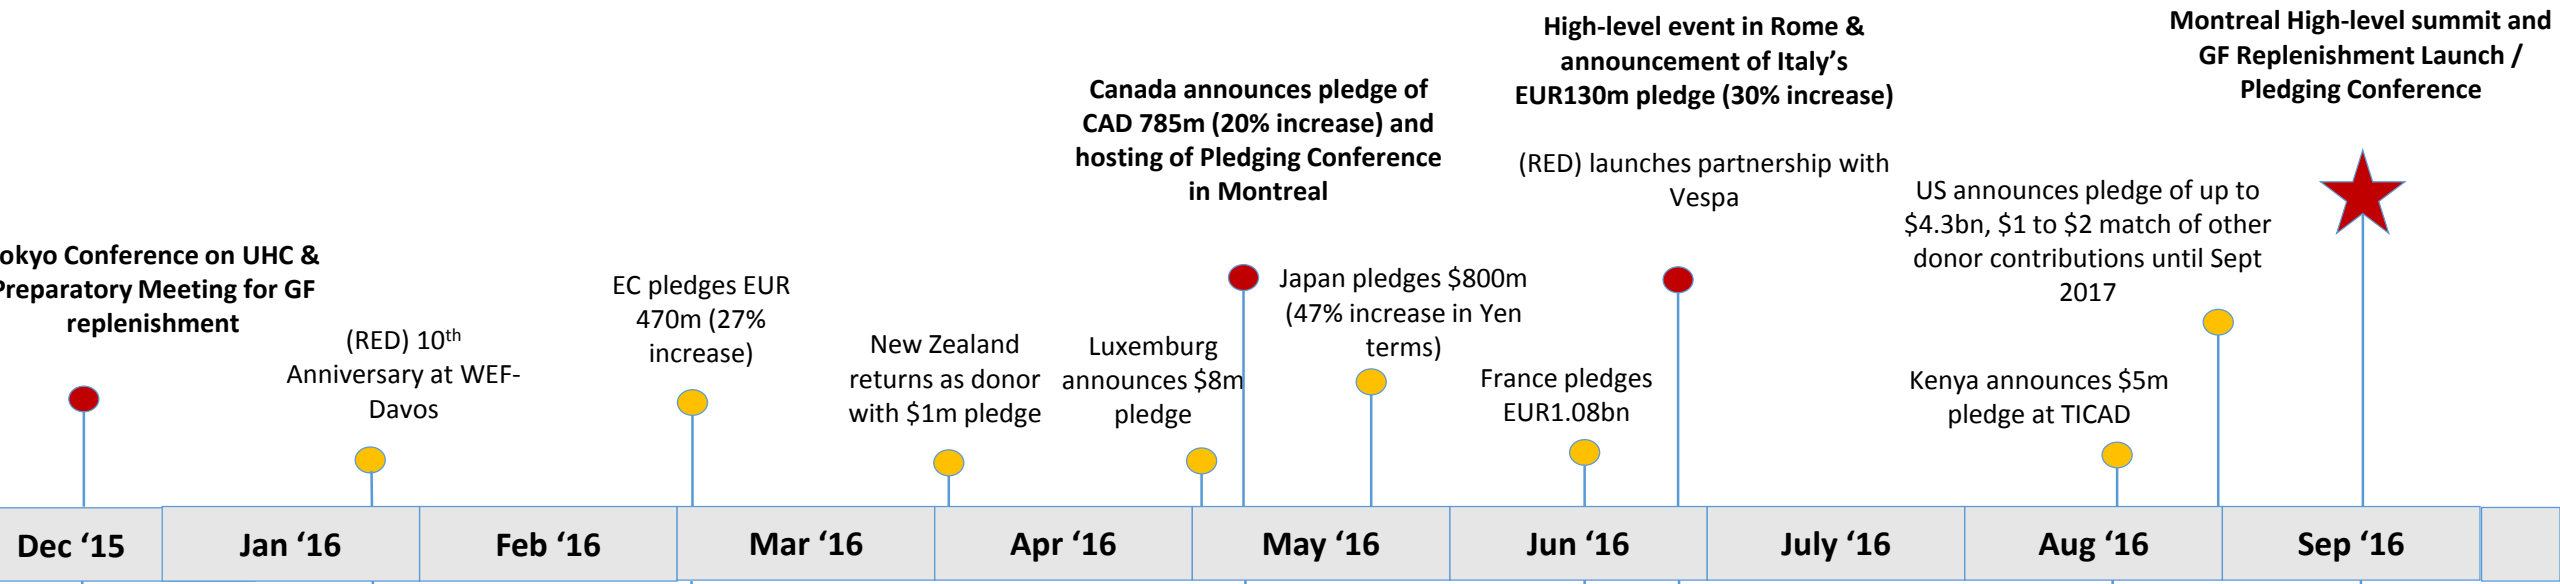 okyo Conference on UHC &
Preparatory Meeting for GF
replenishment
(RED) 10th
Anniversary at WEF-
Davos
EC pledges EUR
470m (27%
increase)
New Zealand
returns as donor
with $1m pledge
Luxemburg
announces $8m
pledge
Canada announces pledge of
CAD 785m (20% increase) and
hosting of Pledging Conference
in Montreal
Japan pledges $800m
(47% increase in Yen
terms)
France pledges
EUR1.08bn
High-level event in Rome &
announcement of Italy’s
EUR130m pledge (30% increase)
(RED) launches partnership with
Vespa
Kenya announces $5m
pledge at TICAD
US announces pledge of up to
$4.3bn, $1 to $2 match of other
donor contributions until Sept
2017
Montreal High-level summit and
GF Replenishment Launch /
Pledging Conference
Dec ‘15
Jan ‘16
Feb ‘16
Mar ‘16
Apr ‘16
May ‘16
Jun ‘16
July ‘16
Aug ‘16
Sep ‘16